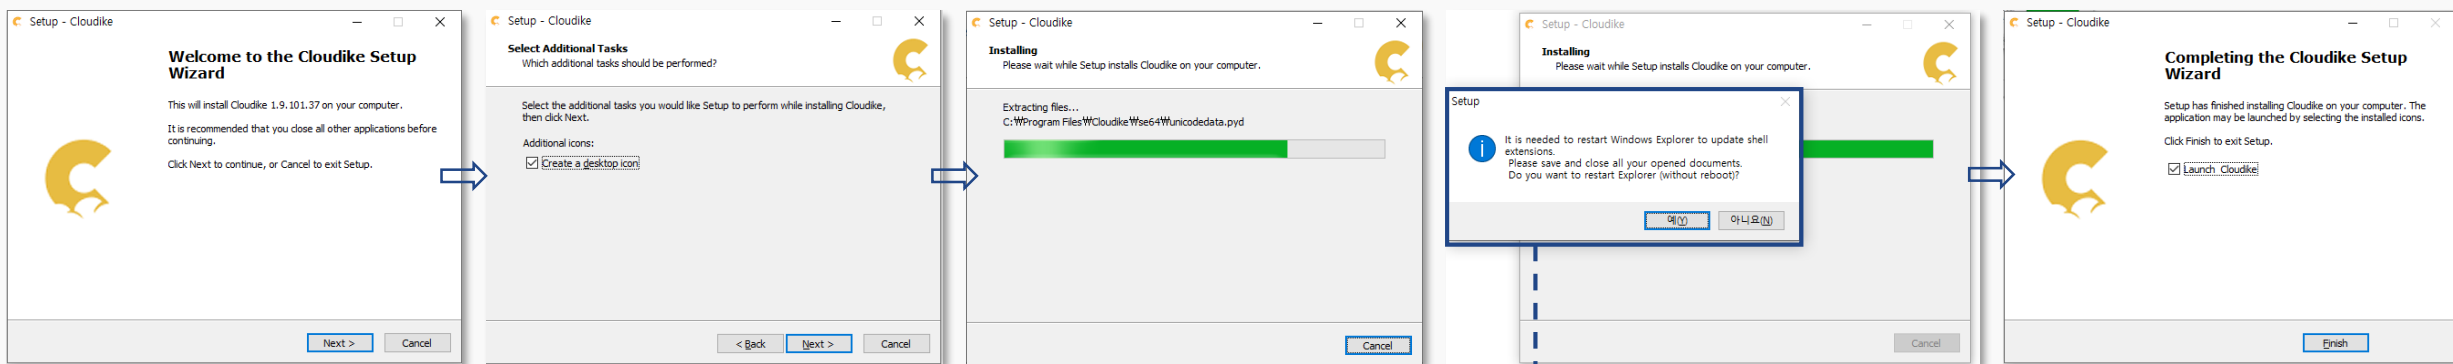 Setup - Cloudike
Welcome to the Cloudike Setup
Wizard
This will install Cloudike 1.9.101.37 on your computer.
It is recommended that you close all other applications before
continuing.
Click Next to continue, or Cancel to exit Setup.
Next >
Cancel
Setup - Cloudike
Select Additional Tasks
Which additional tasks should be performed?
Select the additional tasks you would like Setup to perform while installing Cloudike,
then click Next.
Additional icons:
Create a desktop icon
< Back
Next >
Cancel
Setup - Cloudike
Installing
Please wait while Setup installs Cloudike on your computer.
Extracting files...
C:₩Program Files₩Cloudike₩se64₩unicodedata.pyd
Cancel
Setup - Cloudike
Installing
Please wait while Setup installs Cloudike on your computer.
Setup
It is needed to restart Windows Explorer to update shell
extensions.
Please save and close all your opened documents.
Do you want to restart Explorer (without reboot)?
예(Y)
아니요(N)
Cancel
Setup - Cloudike
Completing the Cloudike Setup
Wizard
Setup has finished installing Cloudike on your computer. The
application may be launched by selecting the installed icons.
Click Finish to exit Setup.
Launch Cloudike
Finish